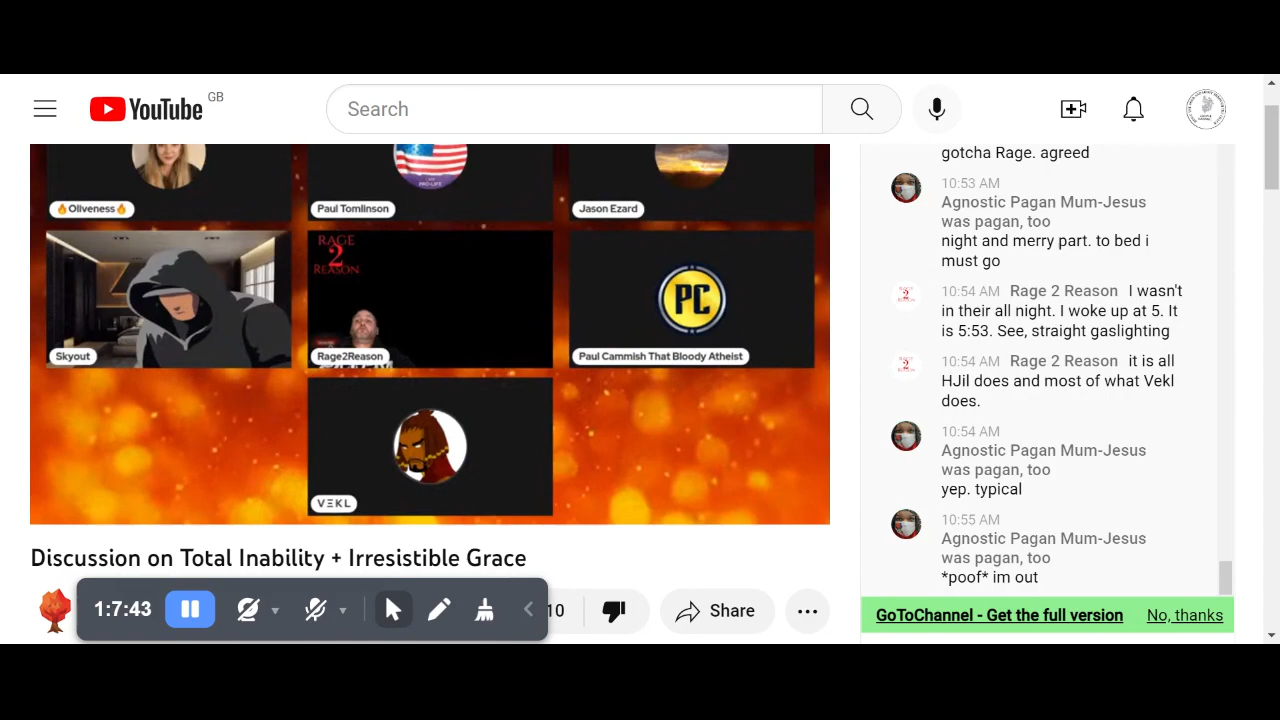 YouTube GB
Search
Oliveness
Paul Tomlinson
Jason Ezard
PRO-LIFE
RAGE
2
REASON
PC
Skyout
Rage2Reason
Paul Cammish That Bloody Atheist
VΞKL
Discussion on Total Inability + Irresistible Grace
1:7:43
10
Share
gotcha Rage. agreed
10:53 AM
Agnostic Pagan Mum-Jesus
was pagan, too
night and merry part. to bed i
must go
10:54 AM Rage 2 Reason I wasn't
in their all night. I woke up at 5. It
is 5:53. See, straight gaslighting
10:54 AM Rage 2 Reason it is all
HJil does and most of what Vekl
does.
10:54 AM
Agnostic Pagan Mum-Jesus
was pagan, too
yep. typical
10:55 AM
Agnostic Pagan Mum-Jesus
was pagan, too
*poof* im out
GoToChannel - Get the full version No, thanks